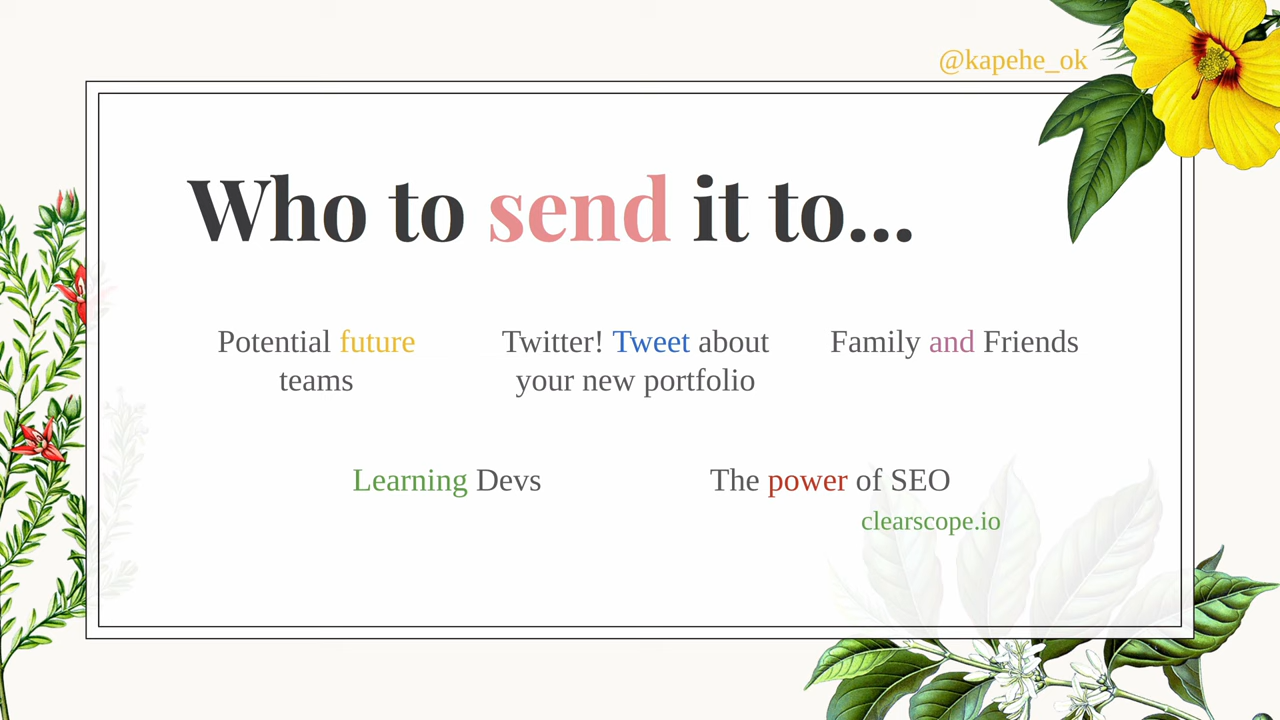 @kapehe_ok
Who to send it to...
Potential future
teams
Twitter! Tweet about
your new portfolio
Family and Friends
Learning Devs
The power of SEO
clearscope.io